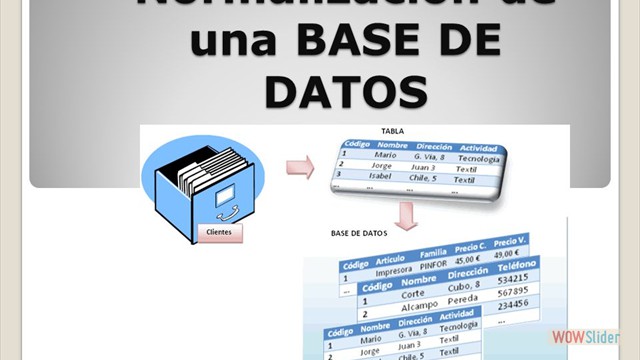 Normalización de
una BASE DE
DATOS
TABLA
Código Nombre Dirección Actividad
1 Mario G. Vía, 8 Tecnología
2 Jorge Juan 3 Textil
3 Isabel Chile, 5 Textil
... ... ... ...
Clientes
BASE DE DATOS
Código Artículo Familia Precio C. Precio V.
1 Impresora PINFOR 45,00 € 49,00 €
...
Código Nombre Dirección Teléfono
1 Corte Cubo, 8 534215
2 Alcampo Pereda 567895
234456
Código Nombre Dirección Actividad
1 Mario G. Vía, 8 Tecnología
2 Jorge Juan 3 Textil
3 Isabel Chile, 5 Textil
WOWSlider